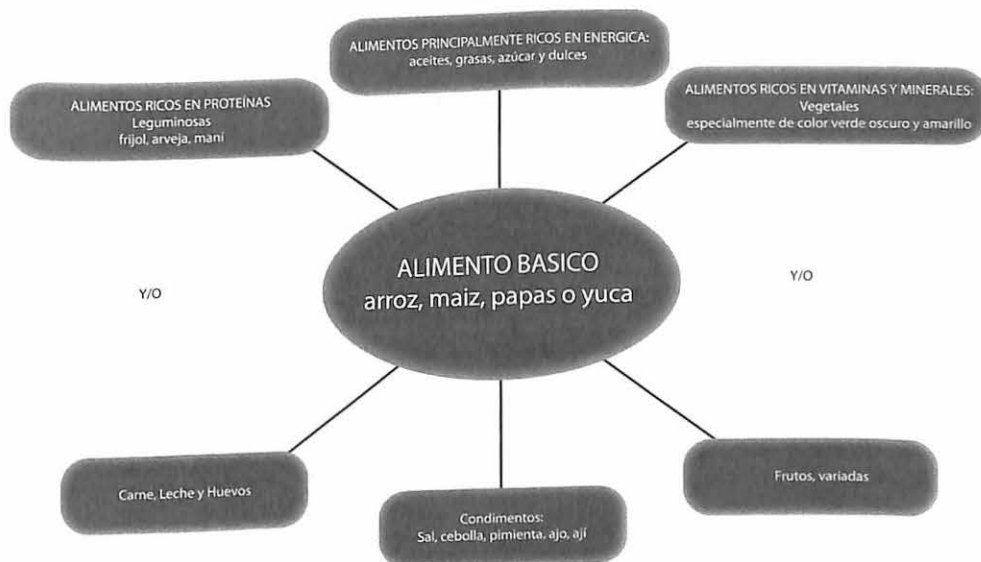 ALIMENTOS PRINCIPALMENTE RICOS EN ENERGICA:
aceites, grasas, azúcar y dulces
ALIMENTOS RICOS EN PROTEÍNAS
Leguminosas
frijol, arveja, maní
ALIMENTOS RICOS EN VITAMINAS Y MINERALES:
Vegetales
especialmente de color verde oscuro y amarillo
ALIMENTO BASICO
arroz, maiz, papas o yuca
Y/O
Y/O
Carne, Leche y Huevos
Condimentos:
Sal, cebolla, pimienta, ajo, ají
Frutos, variadas